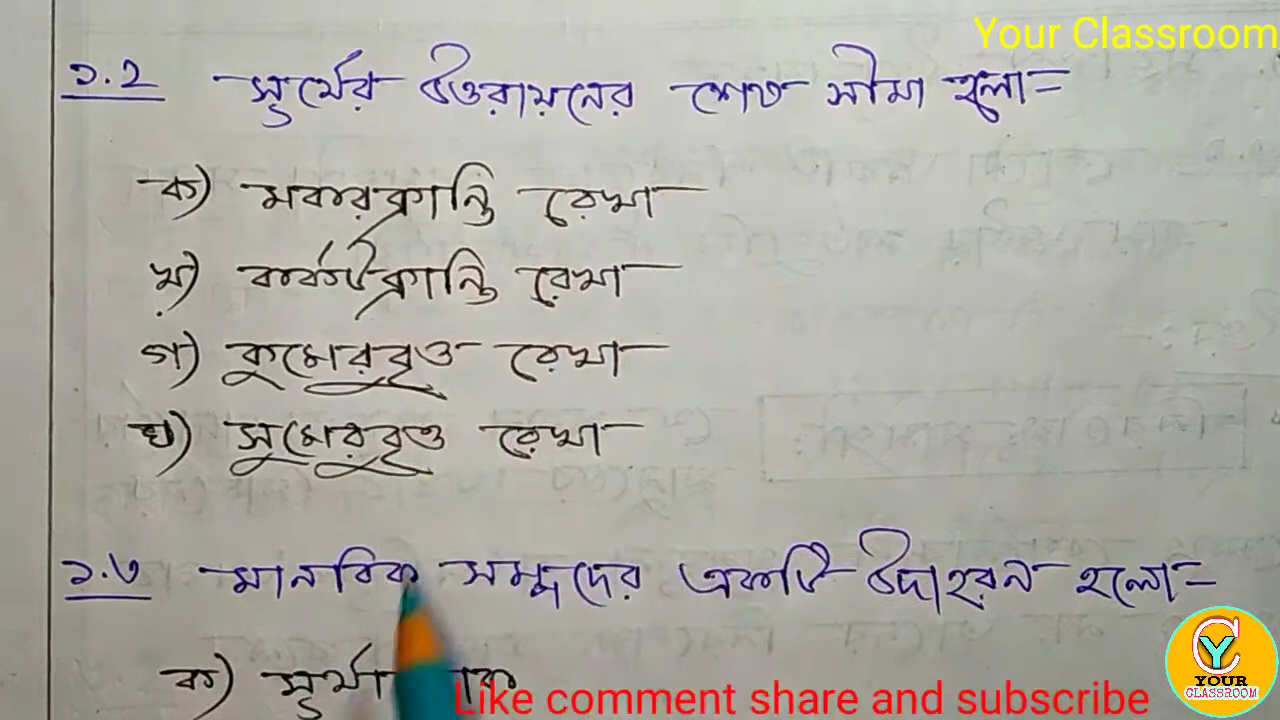 Your Classroom
১.২ সূর্যের উত্তরায়নের শেষ সীমা হলো-
ক) মকরক্রান্তি রেখা
খ) কর্কটক্রান্তি রেখা
গ) কুমেরুবৃত্ত রেখা
ঘ) সুমেরুবৃত্ত রেখা
১.৩ মানবিক সম্পদের একটি উদাহরন হলো-
ক)
Like comment share and subscribe
YOUR
CLASSROOM